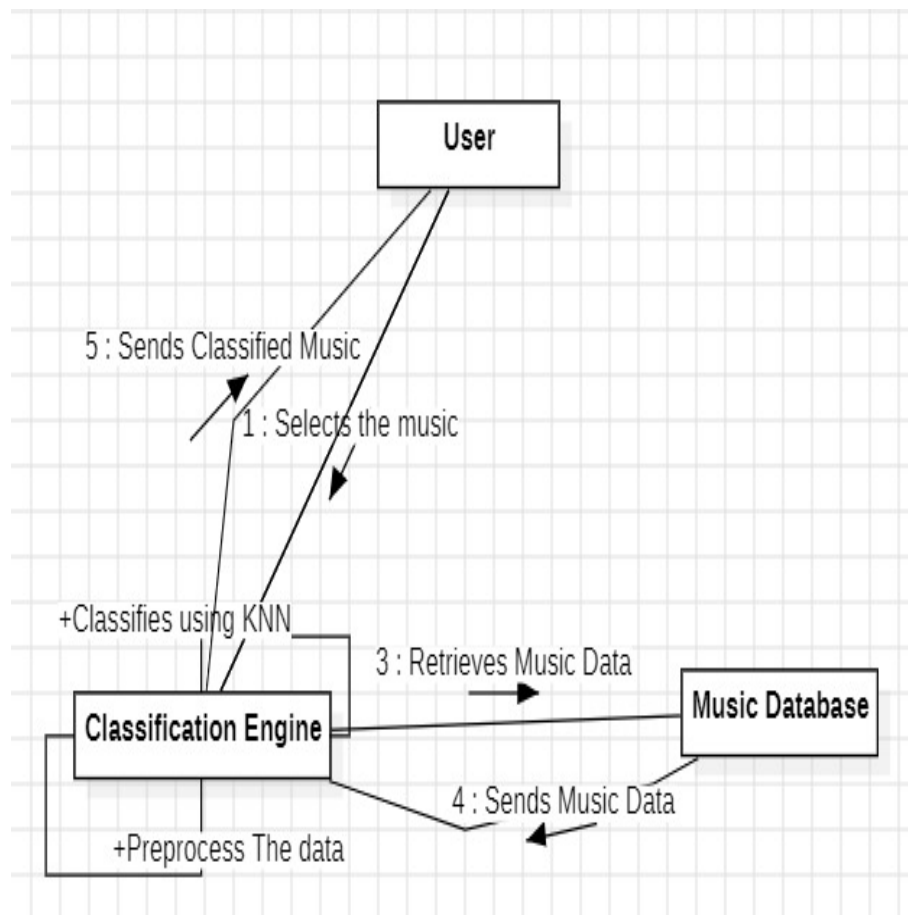 User
5 : Sends Classified Music
1 : Selects the music
+Classifies using KNN
3 : Retrieves Music Data
Classification Engine
Music Database
4 : Sends Music Data
+Preprocess The data